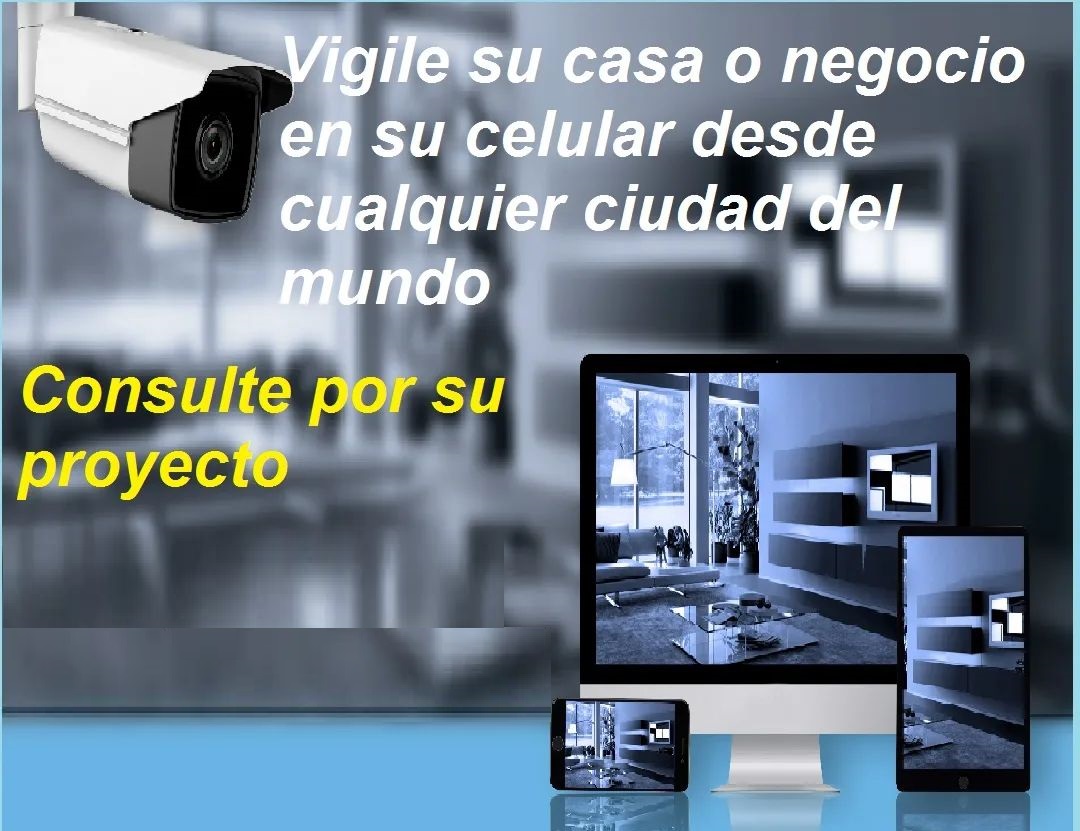 Vigile su casa o negocio
en su celular desde
cualquier ciudad del
mundo
Consulte por su
proyecto